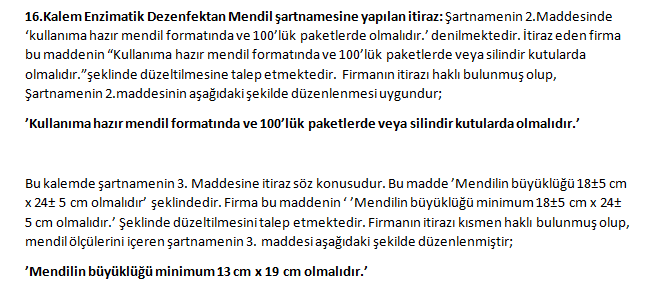 16.Kalem Enzimatik Dezenfektan Mendil şartnamesine yapılan itiraz: Şartnamenin 2.Maddesinde
‘kullanıma hazır mendil formatında ve 100’lük paketlerde olmalıdır.’ denilmektedir. İtiraz eden firma
bu maddenin “Kullanıma hazır mendil formatında ve 100’lük paketlerde veya silindir kutularda
olmalıdır.”şeklinde düzeltilmesine talep etmektedir. Firmanın itirazı haklı bulunmuş olup,
Şartnamenin 2.maddesinin aşağıdaki şekilde düzenlenmesi uygundur;
’Kullanıma hazır mendil formatında ve 100’lük paketlerde veya silindir kutularda olmalıdır.’
Bu kalemde şartnamenin 3. Maddesine itiraz söz konusudur. Bu madde ’Mendilin büyüklüğü 18±5 cm
x 24± 5 cm olmalıdır’ şeklindedir. Firma bu maddenin ‘ ’Mendilin büyüklüğü minimum 18±5 cm x 24±
5 cm olmalıdır.’ Şeklinde düzeltilmesini talep etmektedir. Firmanın itirazı kısmen haklı bulunmuş olup,
mendil ölçülerini içeren şartnamenin 3. maddesi aşağıdaki şekilde düzenlenmiştir;
’Mendilin büyüklüğü minimum 13 cm x 19 cm olmalıdır.’